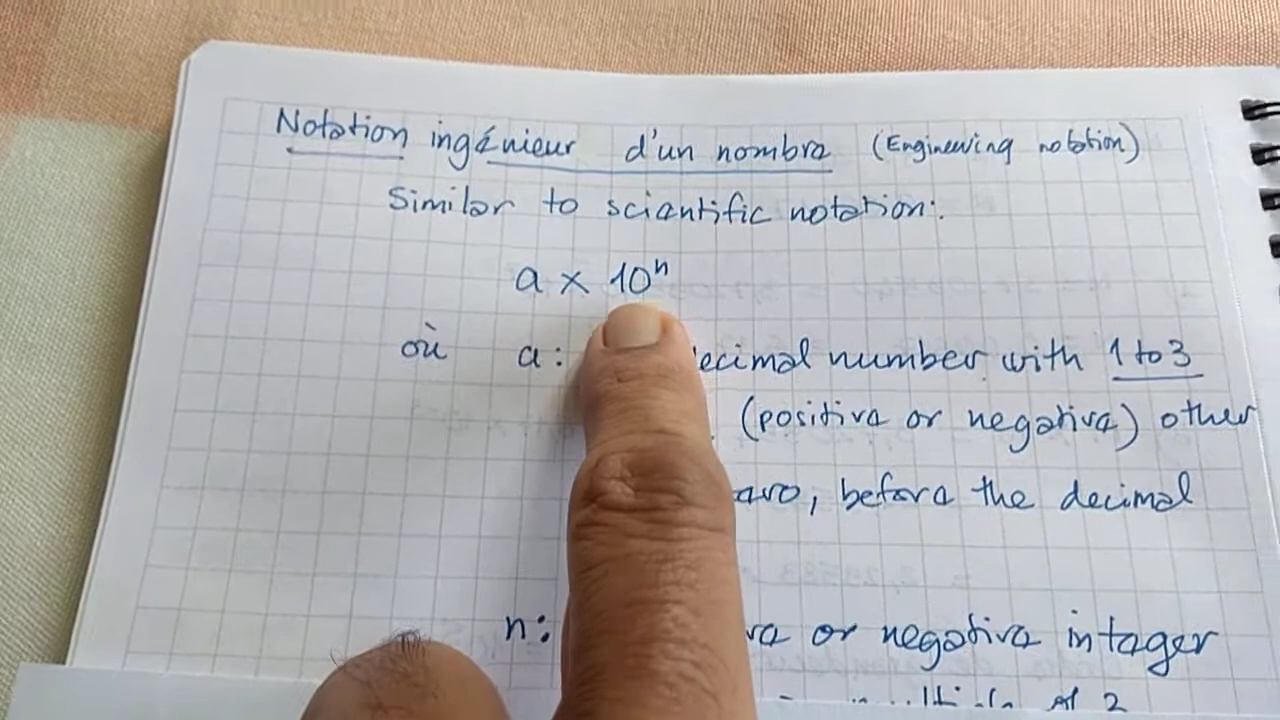 Notation ingénieur d'un nombre (Engineering notation)
Similar to scientific notation:
a × 10ⁿ
où a: decimal number with 1 to 3
(positive or negative) other
before the decimal
n: or negative integer